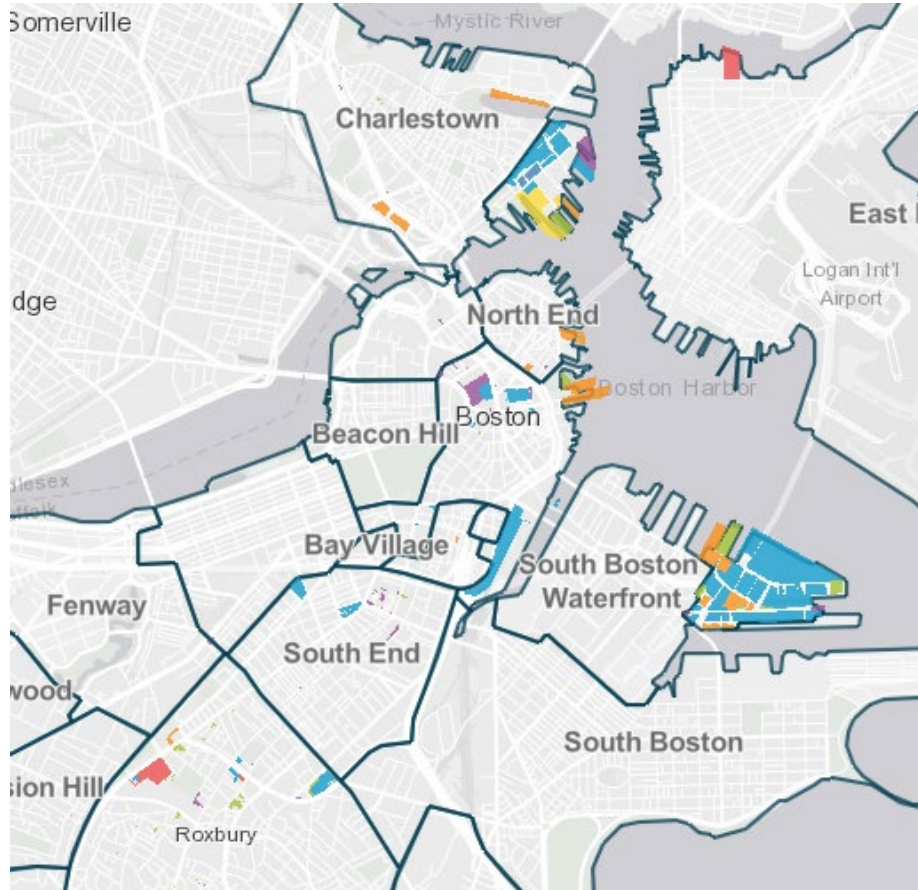 Somerville
Mystic River
Charlestown
East
Logan Int'l
Airport
dge
North End
Boston Harbor
Boston
Beacon Hill
dlesex
ffolk
Bay Village
South Boston
Waterfront
Fenway
South End
wood
South Boston
sion Hill
Roxbury